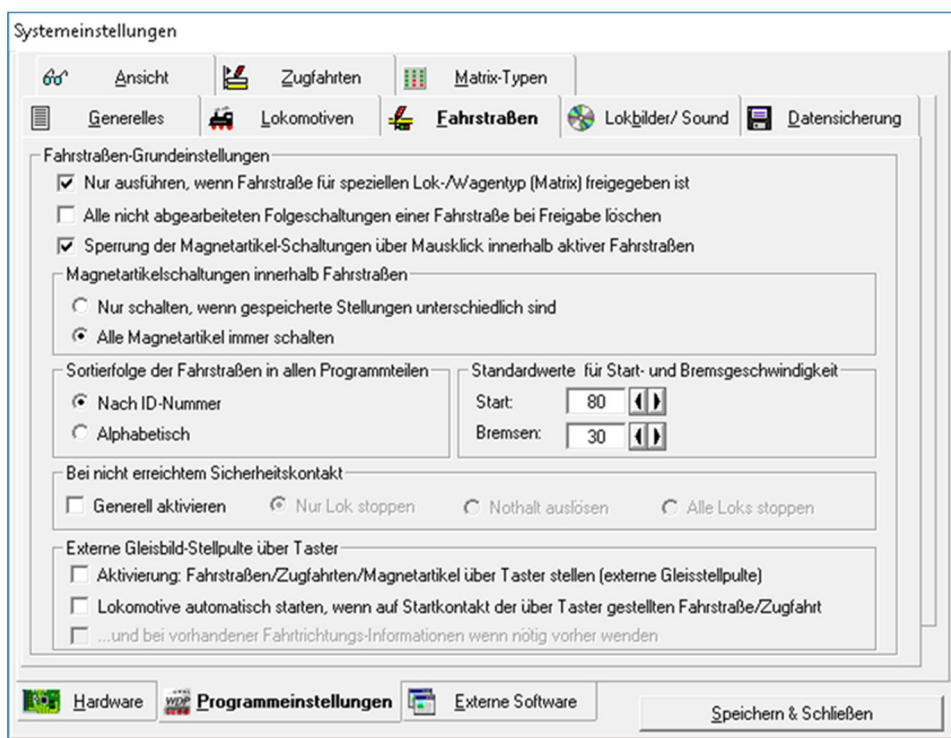 Systemeinstellungen
Ansicht Zugfahrten Matrix-Typen
Generelles Lokomotiven Fahrstraßen Lokbilder/ Sound Datensicherung
Fahrstraßen-Grundeinstellungen
Nur ausführen, wenn Fahrstraße für speziellen Lok-/Wagentyp (Matrix) freigegeben ist
Alle nicht abgearbeiteten Folgeschaltungen einer Fahrstraße bei Freigabe löschen
Sperrung der Magnetartikel-Schaltungen über Mausklick innerhalb aktiver Fahrstraßen
Magnetartikelschaltungen innerhalb Fahrstraßen
Nur schalten, wenn gespeicherte Stellungen unterschiedlich sind
Alle Magnetartikel immer schalten
Sortierfolge der Fahrstraßen in allen Programmteilen
Nach ID-Nummer
Alphabetisch
Standardwerte für Start- und Bremsgeschwindigkeit
Start: 80
Bremsen: 30
Bei nicht erreichtem Sicherheitskontakt
Generell aktivieren Nur Lok stoppen Nothalt auslösen Alle Loks stoppen
Externe Gleisbild-Stellpulte über Taster
Aktivierung: Fahrstraßen/Zugfahrten/Magnetartikel über Taster stellen (externe Gleisstellpulte)
Lokomotive automatisch starten, wenn auf Startkontakt der über Taster gestellten Fahrstraße/Zugfahrt
...und bei vorhandener Fahrtrichtungs-Informationen wenn nötig vorher wenden
Hardware WDP Programmeinstellungen Externe Software
Speichern & Schließen